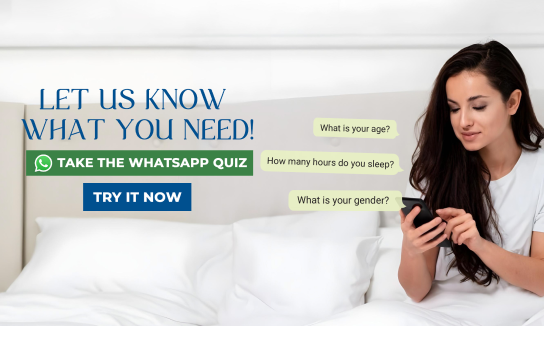 LET US KNOW
WHAT YOU NEED!
TAKE THE WHATSAPP QUIZ
TRY IT NOW
What is your age?
How many hours do you sleep?
What is your gender?